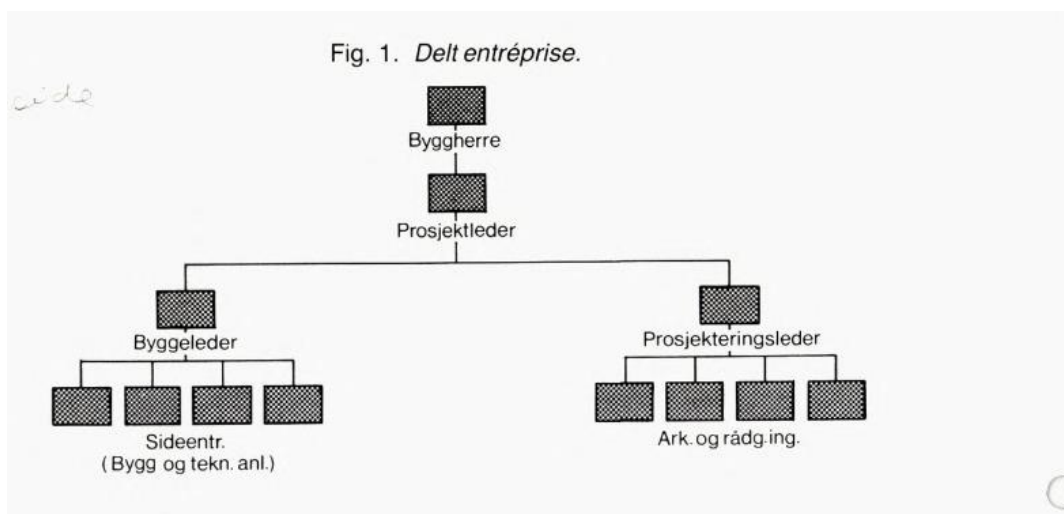 Fig. 1. Delt entréprise.
Byggherre
Prosjektleder
Byggeleder
Prosjekteringsleder
Sideentr.
(Bygg og tekn. anl.)
Ark. og rådg. ing.